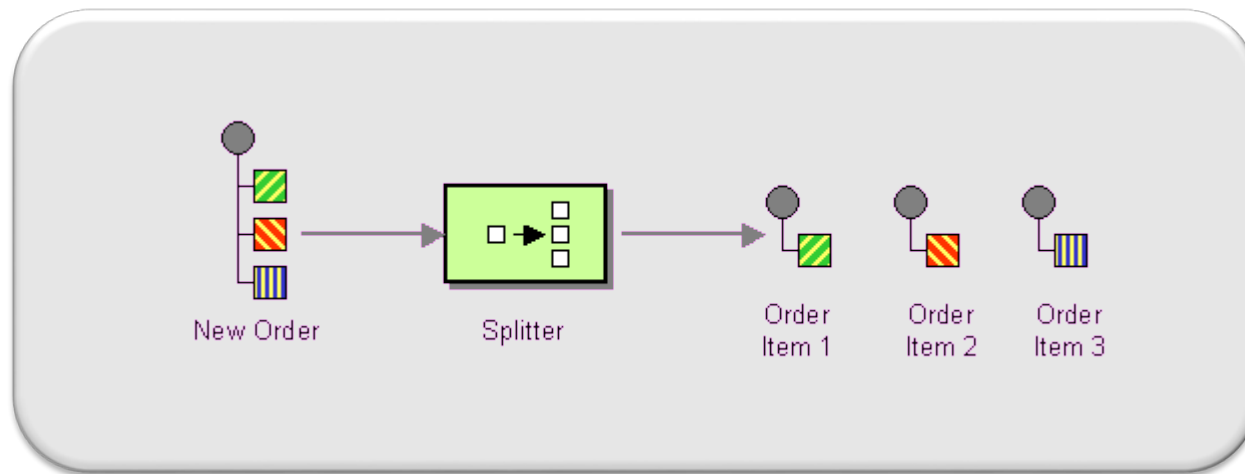 New Order
Splitter
Order
Item 1
Order
Item 2
Order
Item 3